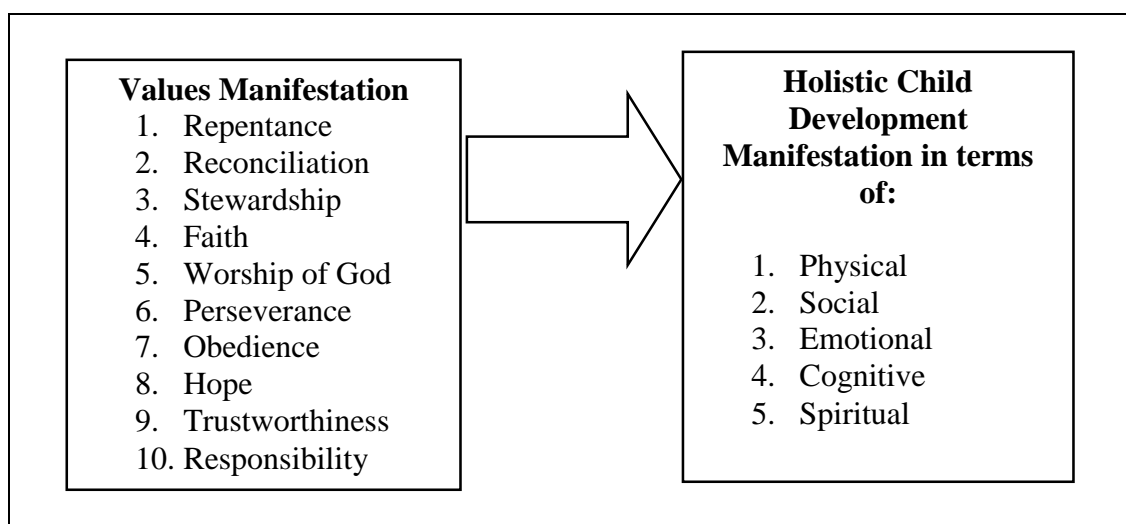 Values Manifestation
1. Repentance
2. Reconciliation
3. Stewardship
4. Faith
5. Worship of God
6. Perseverance
7. Obedience
8. Hope
9. Trustworthiness
10. Responsibility
Holistic Child
Development
Manifestation in terms
of:
1. Physical
2. Social
3. Emotional
4. Cognitive
5. Spiritual